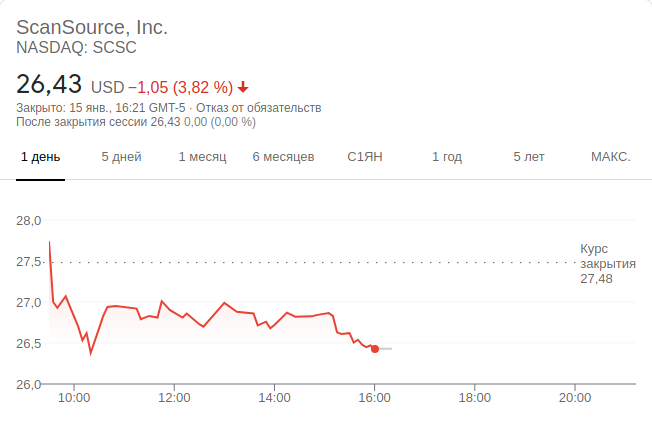 ScanSource, Inc.
NASDAQ: SCSC
26,43 USD −1,05 (3,82 %)
Закрыто: 15 янв., 16:21 GMT-5 · Отказ от обязательств
После закрытия сессии 26,43 0,00 (0,00 %)
1 день 5 дней 1 месяц 6 месяцев С1ЯН 1 год 5 лет МАКС.
28,0
Курс
закрытия
27,48
27,5
27,0
26,5
26,0
10:00 12:00 14:00 16:00 18:00 20:00